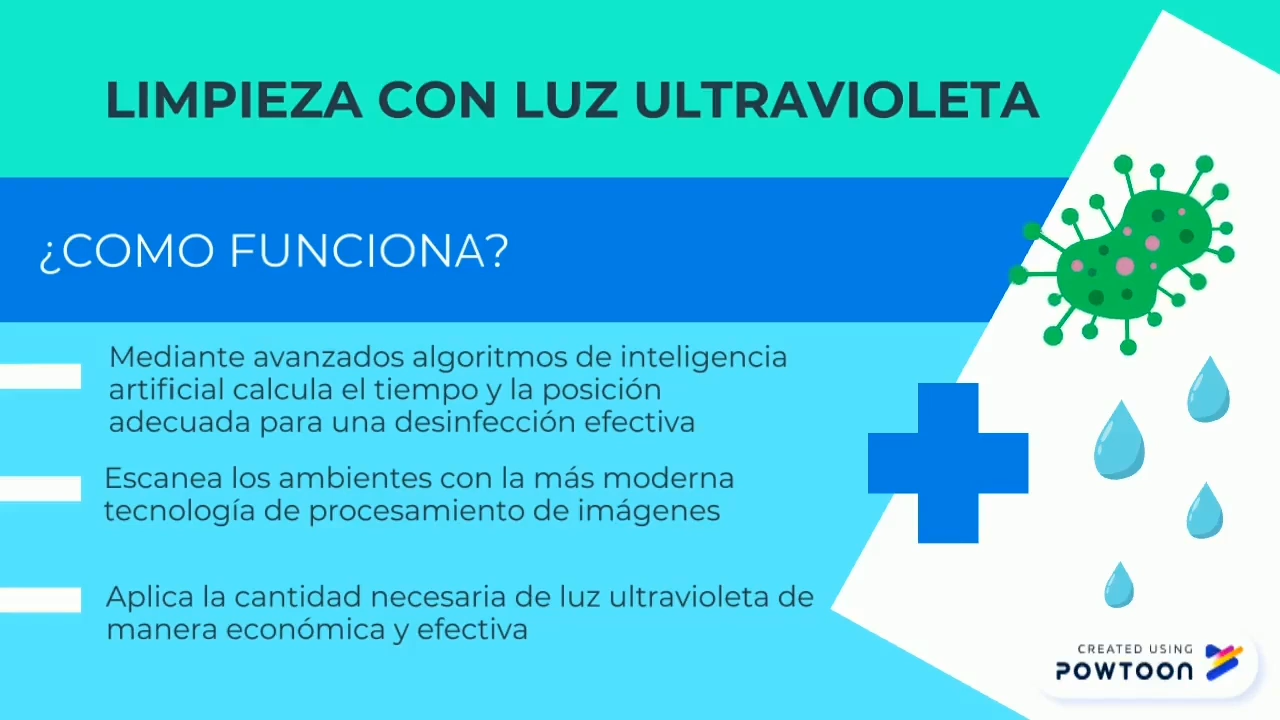 LIMPIEZA CON LUZ ULTRAVIOLETA
¿COMO FUNCIONA?
Mediante avanzados algoritmos de inteligencia
artificial calcula el tiempo y la posición
adecuada para una desinfección efectiva
Escanea los ambientes con la más moderna
tecnología de procesamiento de imágenes
Aplica la cantidad necesaria de luz ultravioleta de
manera económica y efectiva
CREATED USING
POWTOON